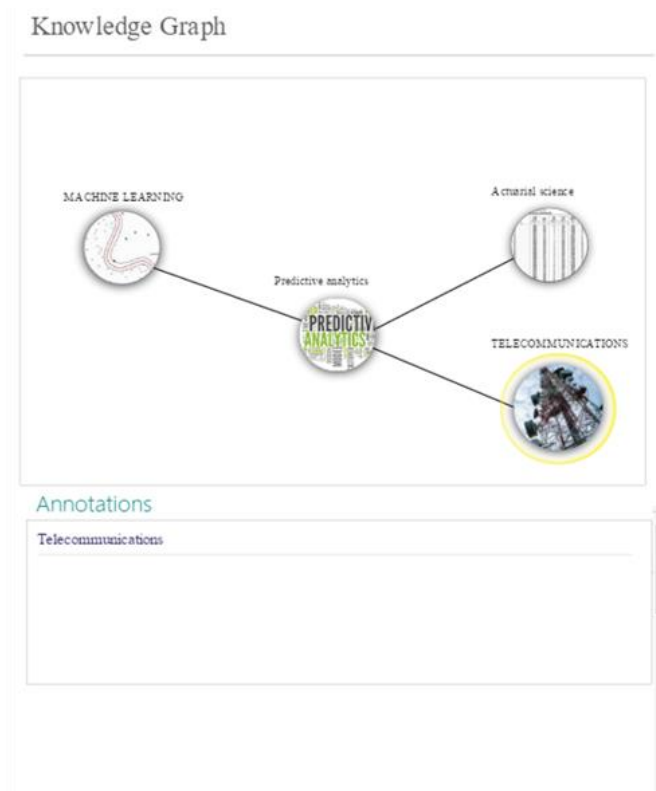 Knowledge Graph
MACHINE LEARNING
Actuarial science
Predictive analytics
PREDICTIV
ANALYTICS
TELECOMMUNICATIONS
Annotations
Telecommunications